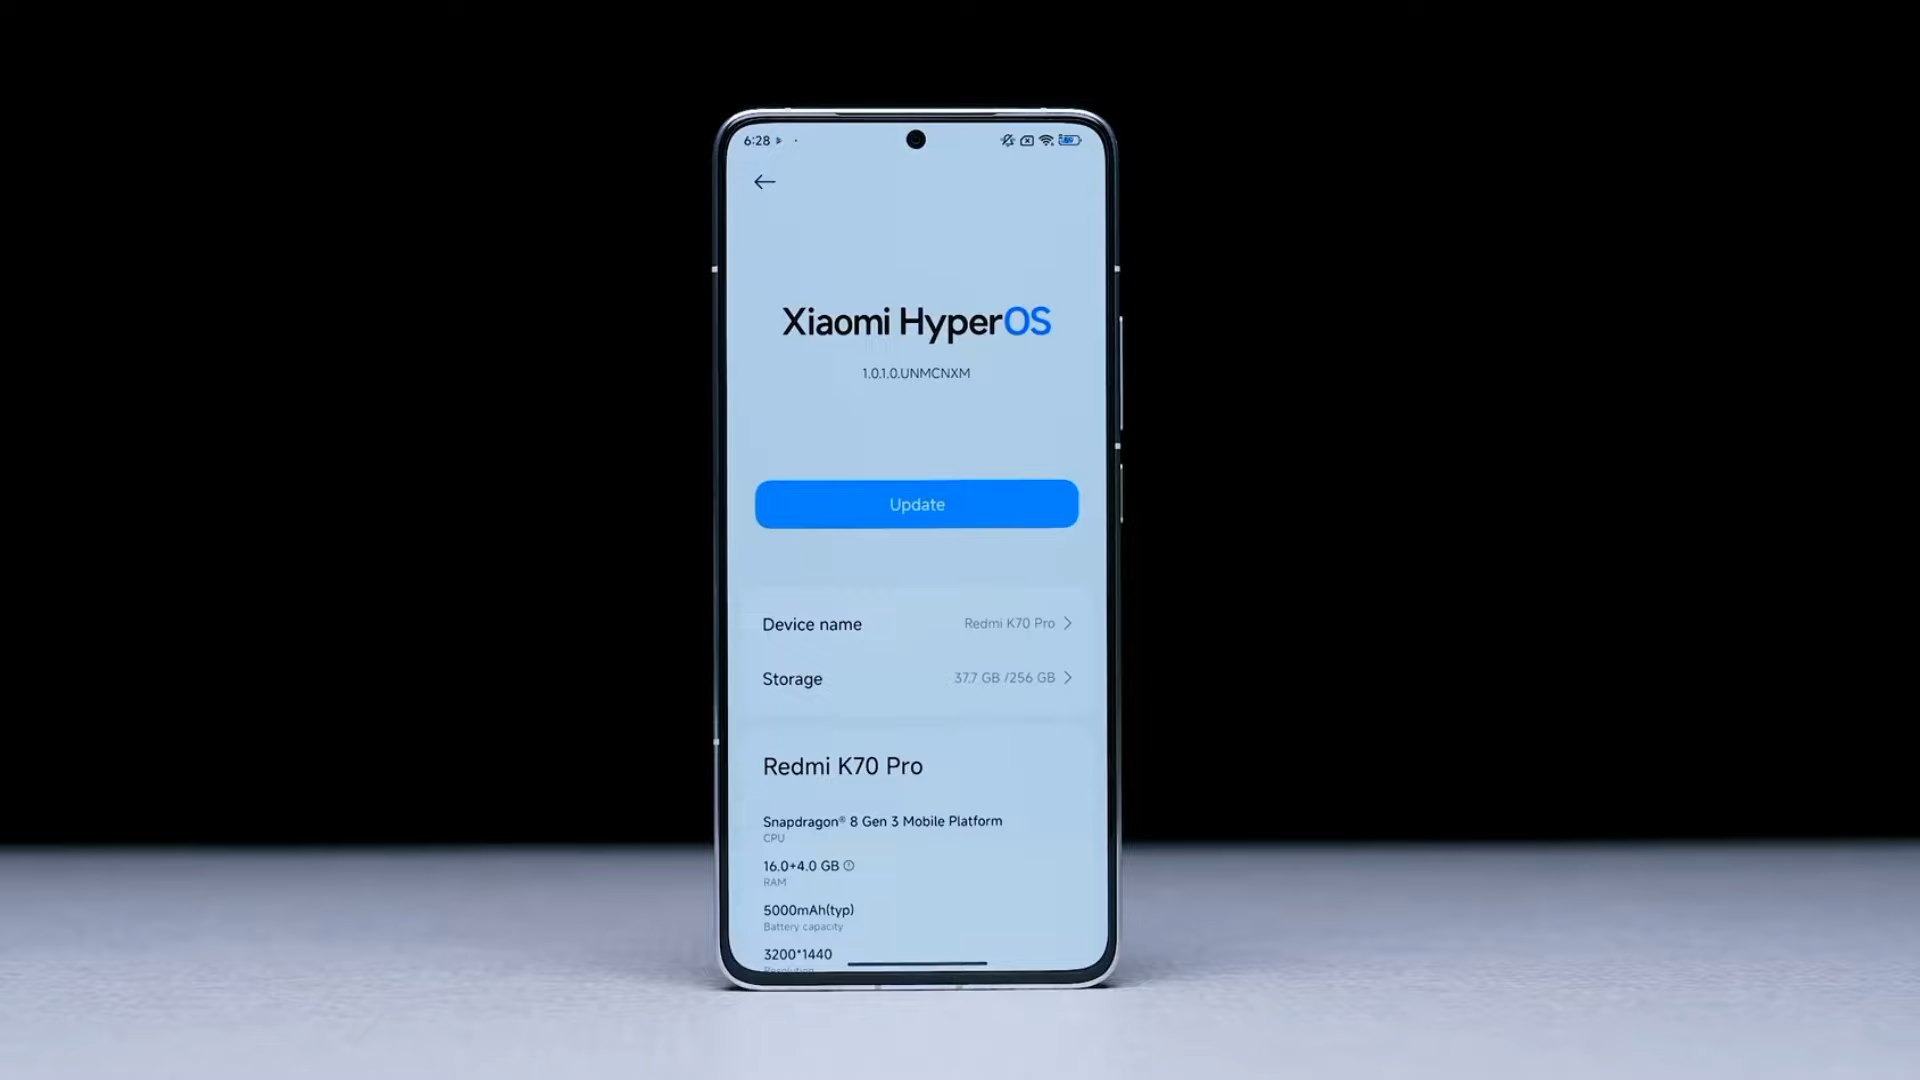 6:28
Xiaomi HyperOS
1.0.1.0.UNMCNXM
Update
Device name Redmi K70 Pro
Storage 37.7 GB /256 GB
Redmi K70 Pro
Snapdragon® 8 Gen 3 Mobile Platform
CPU
16.0+4.0 GB
RAM
5000mAh(typ)
Battery capacity
3200*1440
Resolution